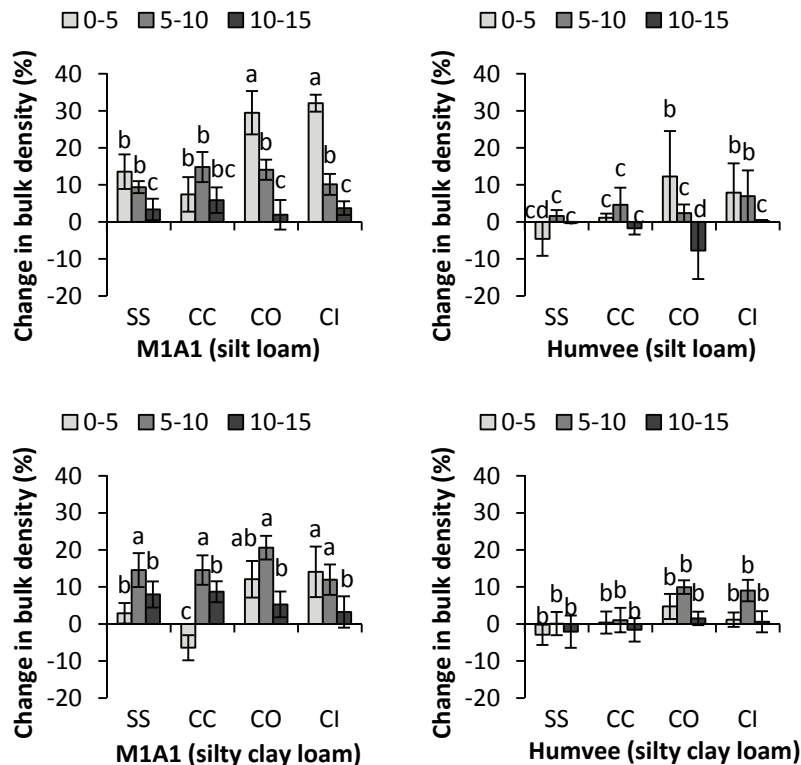 0-5 5-10 10-15
Change in bulk density (%)
40
30
20
10
0
-10
-20
b b c b b bc a b c a b c
SS CC CO CI
M1A1 (silt loam)
0-5 5-10 10-15
Change in bulk density (%)
40
30
20
10
0
-10
-20
cd c c c c c b c d b b c
SS CC CO CI
Humvee (silt loam)
0-5 5-10 10-15
Change in bulk density (%)
40
30
20
10
0
-10
-20
b a b c a b ab a b a a b
SS CC CO CI
M1A1 (silty clay loam)
0-5 5-10 10-15
Change in bulk density (%)
40
30
20
10
0
-10
-20
b b b b b b b b b b b b
SS CC CO CI
Humvee (silty clay loam)